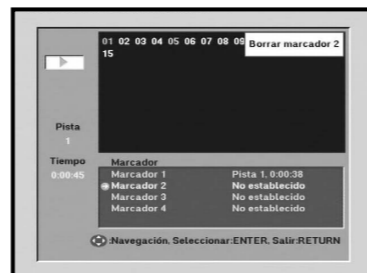 01 02 03 04 05 06 07 08 09 Borrar marcador 2
15
Pista
1
Tiempo Marcador
0:00:45 Marcador 1 Pista 1, 0:00:38
Marcador 2 No establecido
Marcador 3 No establecido
Marcador 4 No establecido
:Navegación, Seleccionar:ENTER, Salir:RETURN